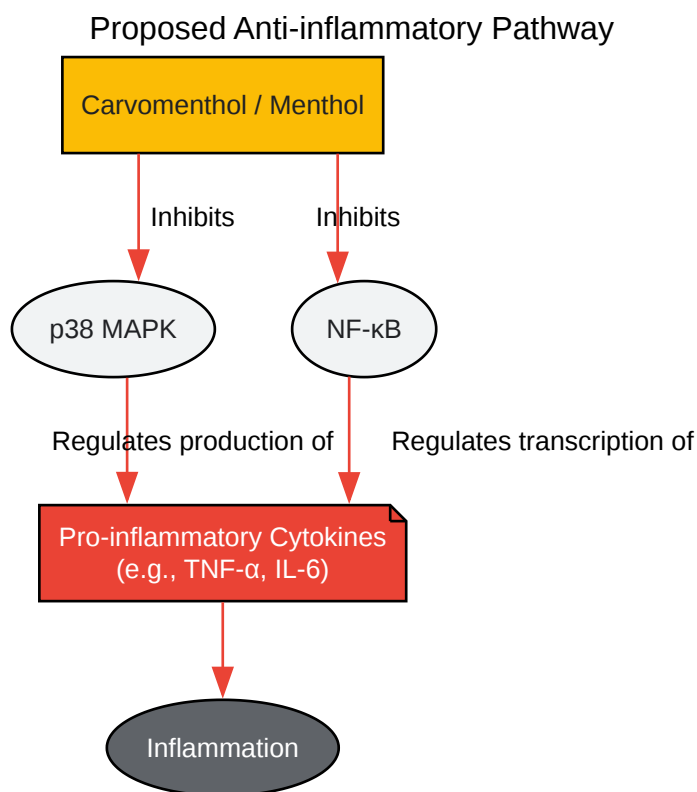 Proposed Anti-inflammatory Pathway
Carvomenthol / Menthol
Inhibits
Inhibits
p38 MAPK
NF-κB
Regulates production of
Regulates transcription of
Pro-inflammatory Cytokines
(e.g., TNF-α, IL-6)
Inflammation